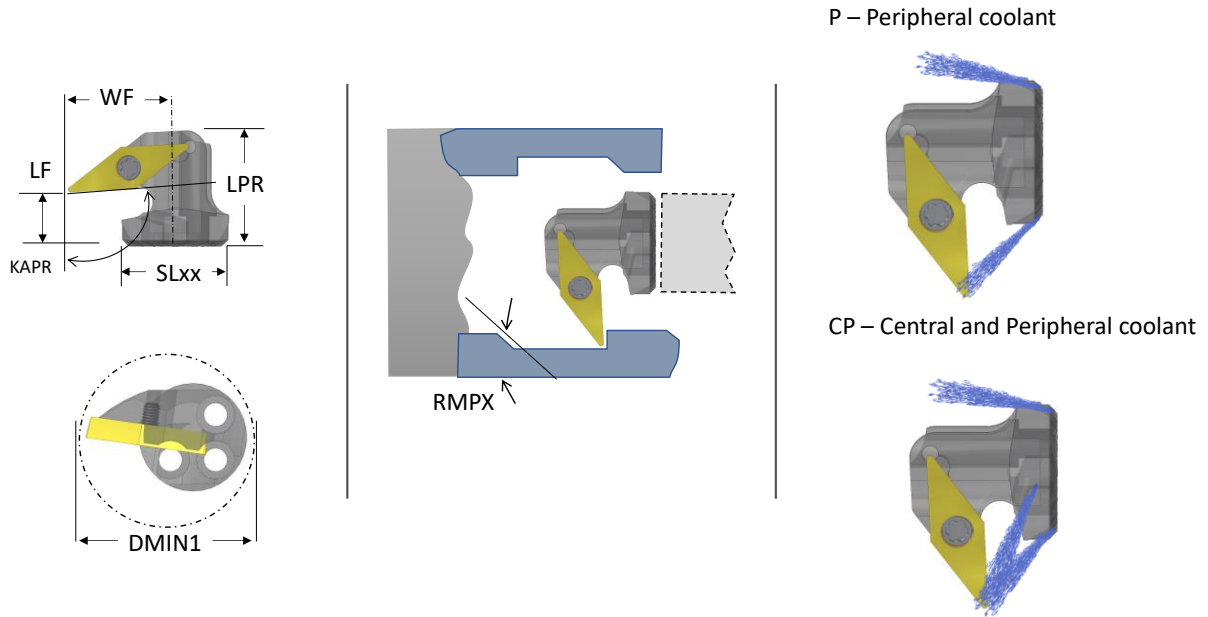 P – Peripheral coolant
WF
LF
LPR
KAPR
SLxx
CP – Central and Peripheral coolant
RMPX
DMIN1